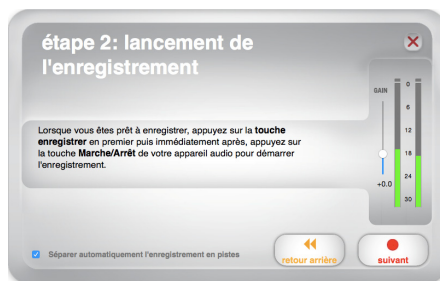 étape 2: lancement de
l'enregistrement
GAIN
0
6
12
18
24
30
+0.0
Lorsque vous êtes prêt à enregistrer, appuyez sur la touche
enregistrer en premier puis immédiatement après, appuyez sur
la touche Marche/Arrêt de votre appareil audio pour démarrer
l'enregistrement.
Séparer automatiquement l'enregistrement en pistes
retour arrière
suivant